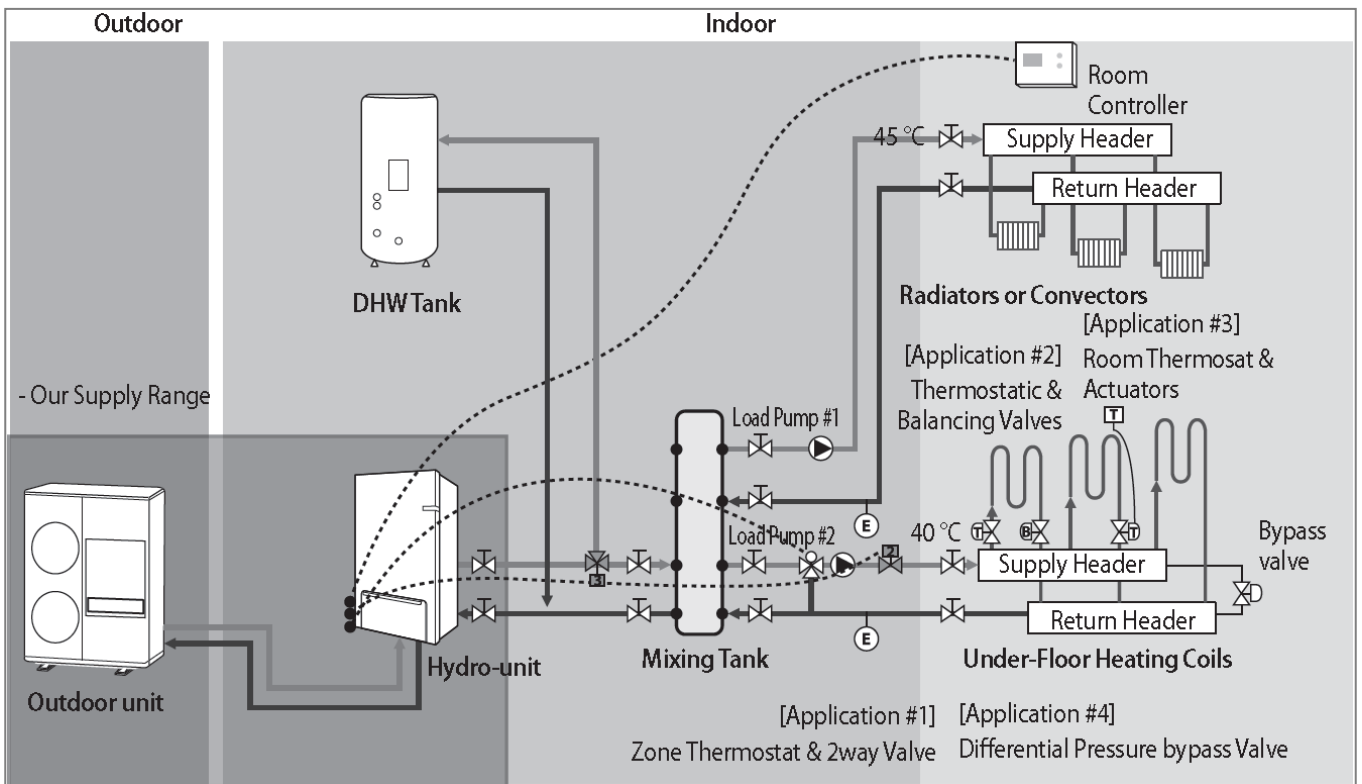 Outdoor
Indoor
Room
Controller
45 °C
Supply Header
Return Header
DHW Tank
Radiators or Convectors
[Application #3]
Room Thermosat &
Actuators
[Application #2]
Thermostatic &
Balancing Valves
- Our Supply Range
Load Pump #1
T
E
Load Pump #2
40 °C
2
T
B
T
Bypass
valve
3
Supply Header
Return Header
E
Hydro-unit
Mixing Tank
Under-Floor Heating Coils
Outdoor unit
[Application #1]
Zone Thermostat & 2way Valve
[Application #4]
Differential Pressure bypass Valve